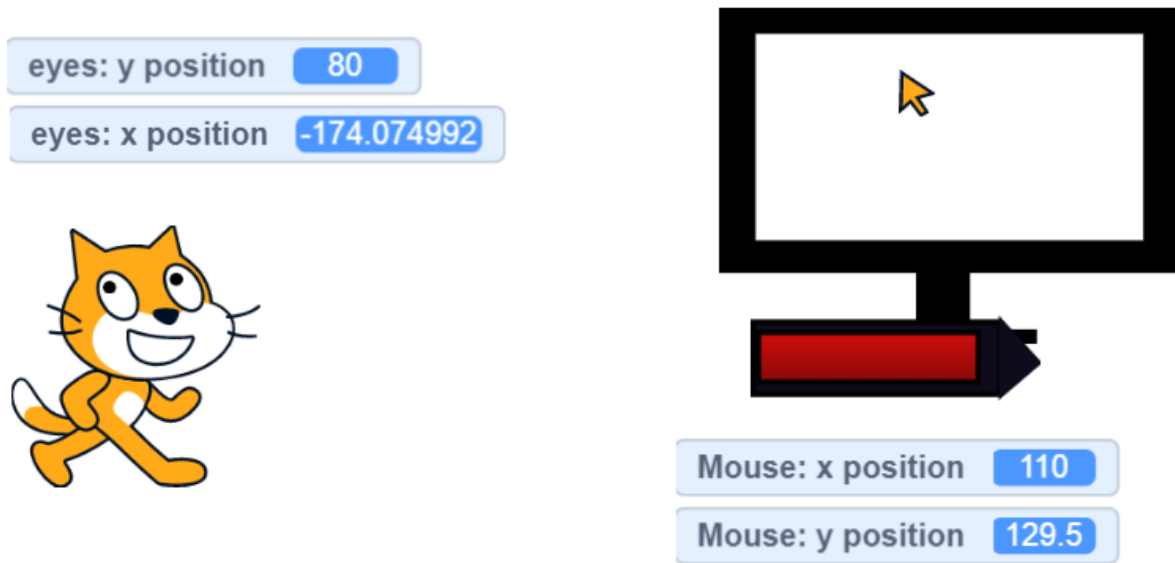 eyes: y position 80
eyes: x position -174.074992
Mouse: x position 110
Mouse: y position 129.5